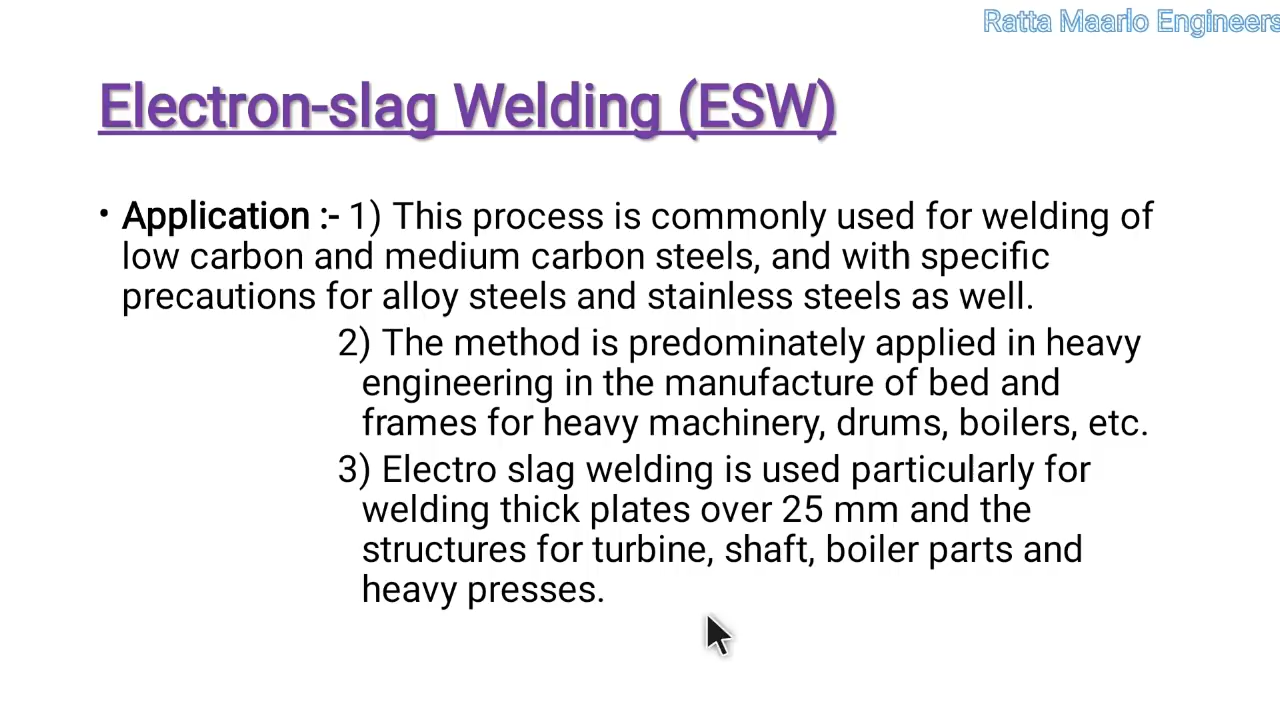 Ratta Maarlo Engineers
Electron-slag Welding (ESW)
• Application :- 1) This process is commonly used for welding of
low carbon and medium carbon steels, and with specific
precautions for alloy steels and stainless steels as well.
2) The method is predominately applied in heavy
engineering in the manufacture of bed and
frames for heavy machinery, drums, boilers, etc.
3) Electro slag welding is used particularly for
welding thick plates over 25 mm and the
structures for turbine, shaft, boiler parts and
heavy presses.